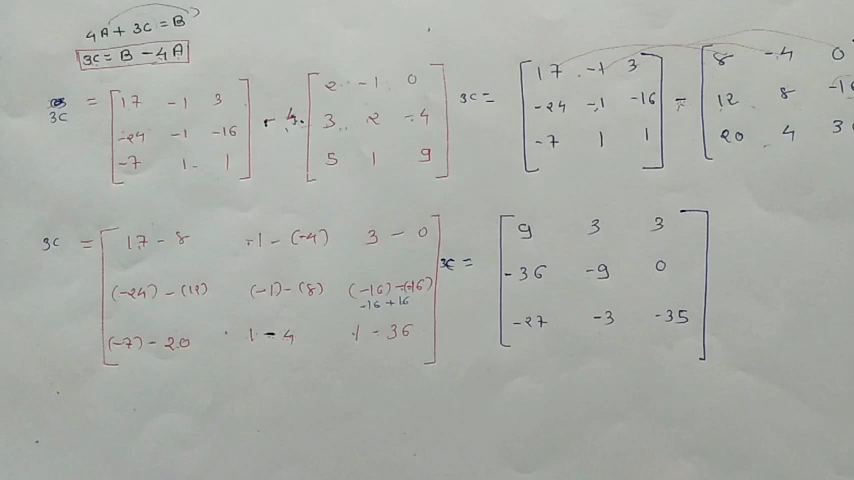 4A + 3C = B
3C = B - 4A
3C = [17 -1 3 - 4. [2 -1 0 3C = [17 -1 3 - [8 -4 0
-24 -1 -16] 3 2 -4 -24 -1 -16] 12 8
-7 1 1] 5 1 9] -7 1 1] 20 4
3C = [17 - 8 -1 - (-4) 3 - 0] 3C = [9 3 3]
(-24) - (12) (-1) - (8) (-16) - (-16) -36 -9 0
-16 + 16
(-7) - 20 1 - 4 1 - 36 -27 -3 -35